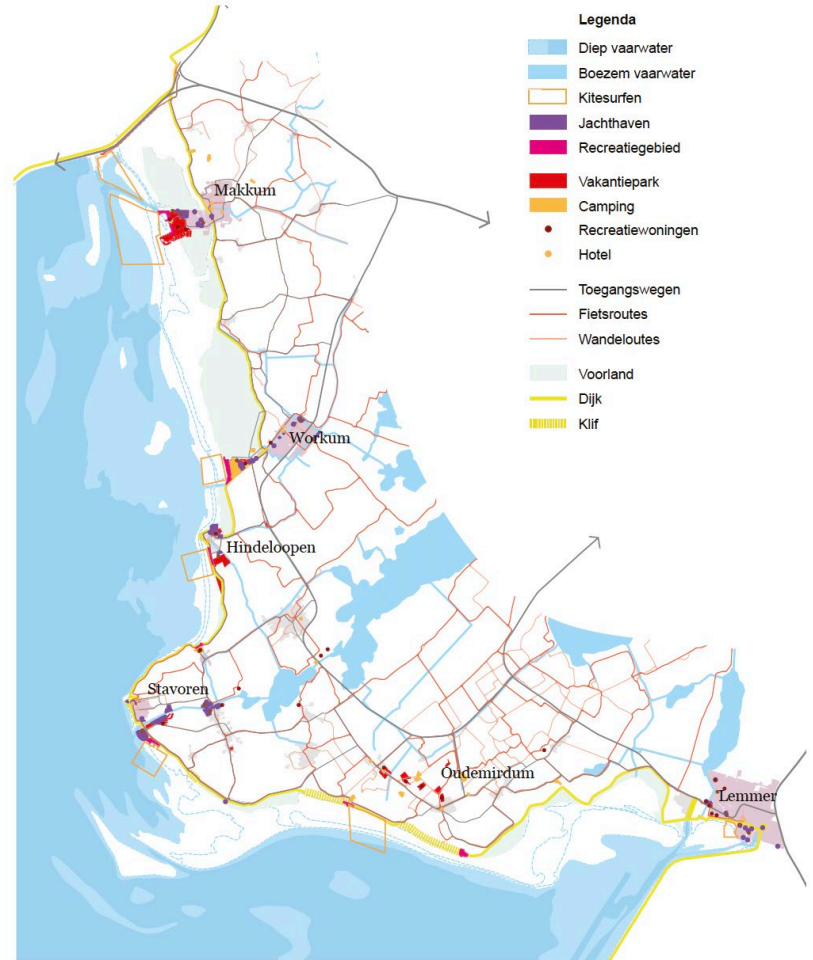 Legenda
Diep vaarwater
Boezem vaarwater
Kitesurfen
Jachthaven
Recreatiegebied
Vakantiepark
Camping
Recreatiewoningen
Hotel
Toegangswegen
Fietsroutes
Wandeloutes
Voorland
Dijk
Klif
Makkum
Workum
Hindeloopen
Stavoren
Oudemirdum
Lemmer